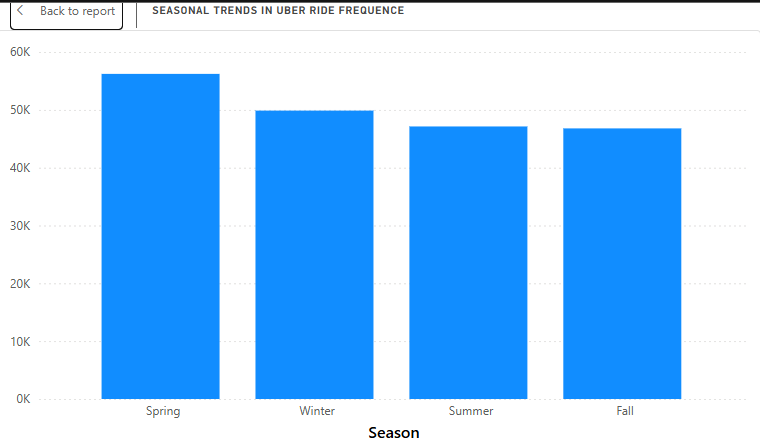 Back to report
SEASONAL TRENDS IN UBER RIDE FREQUENCE
60K
50K
40K
30K
20K
10K
0K
Spring Winter Summer Fall
Season